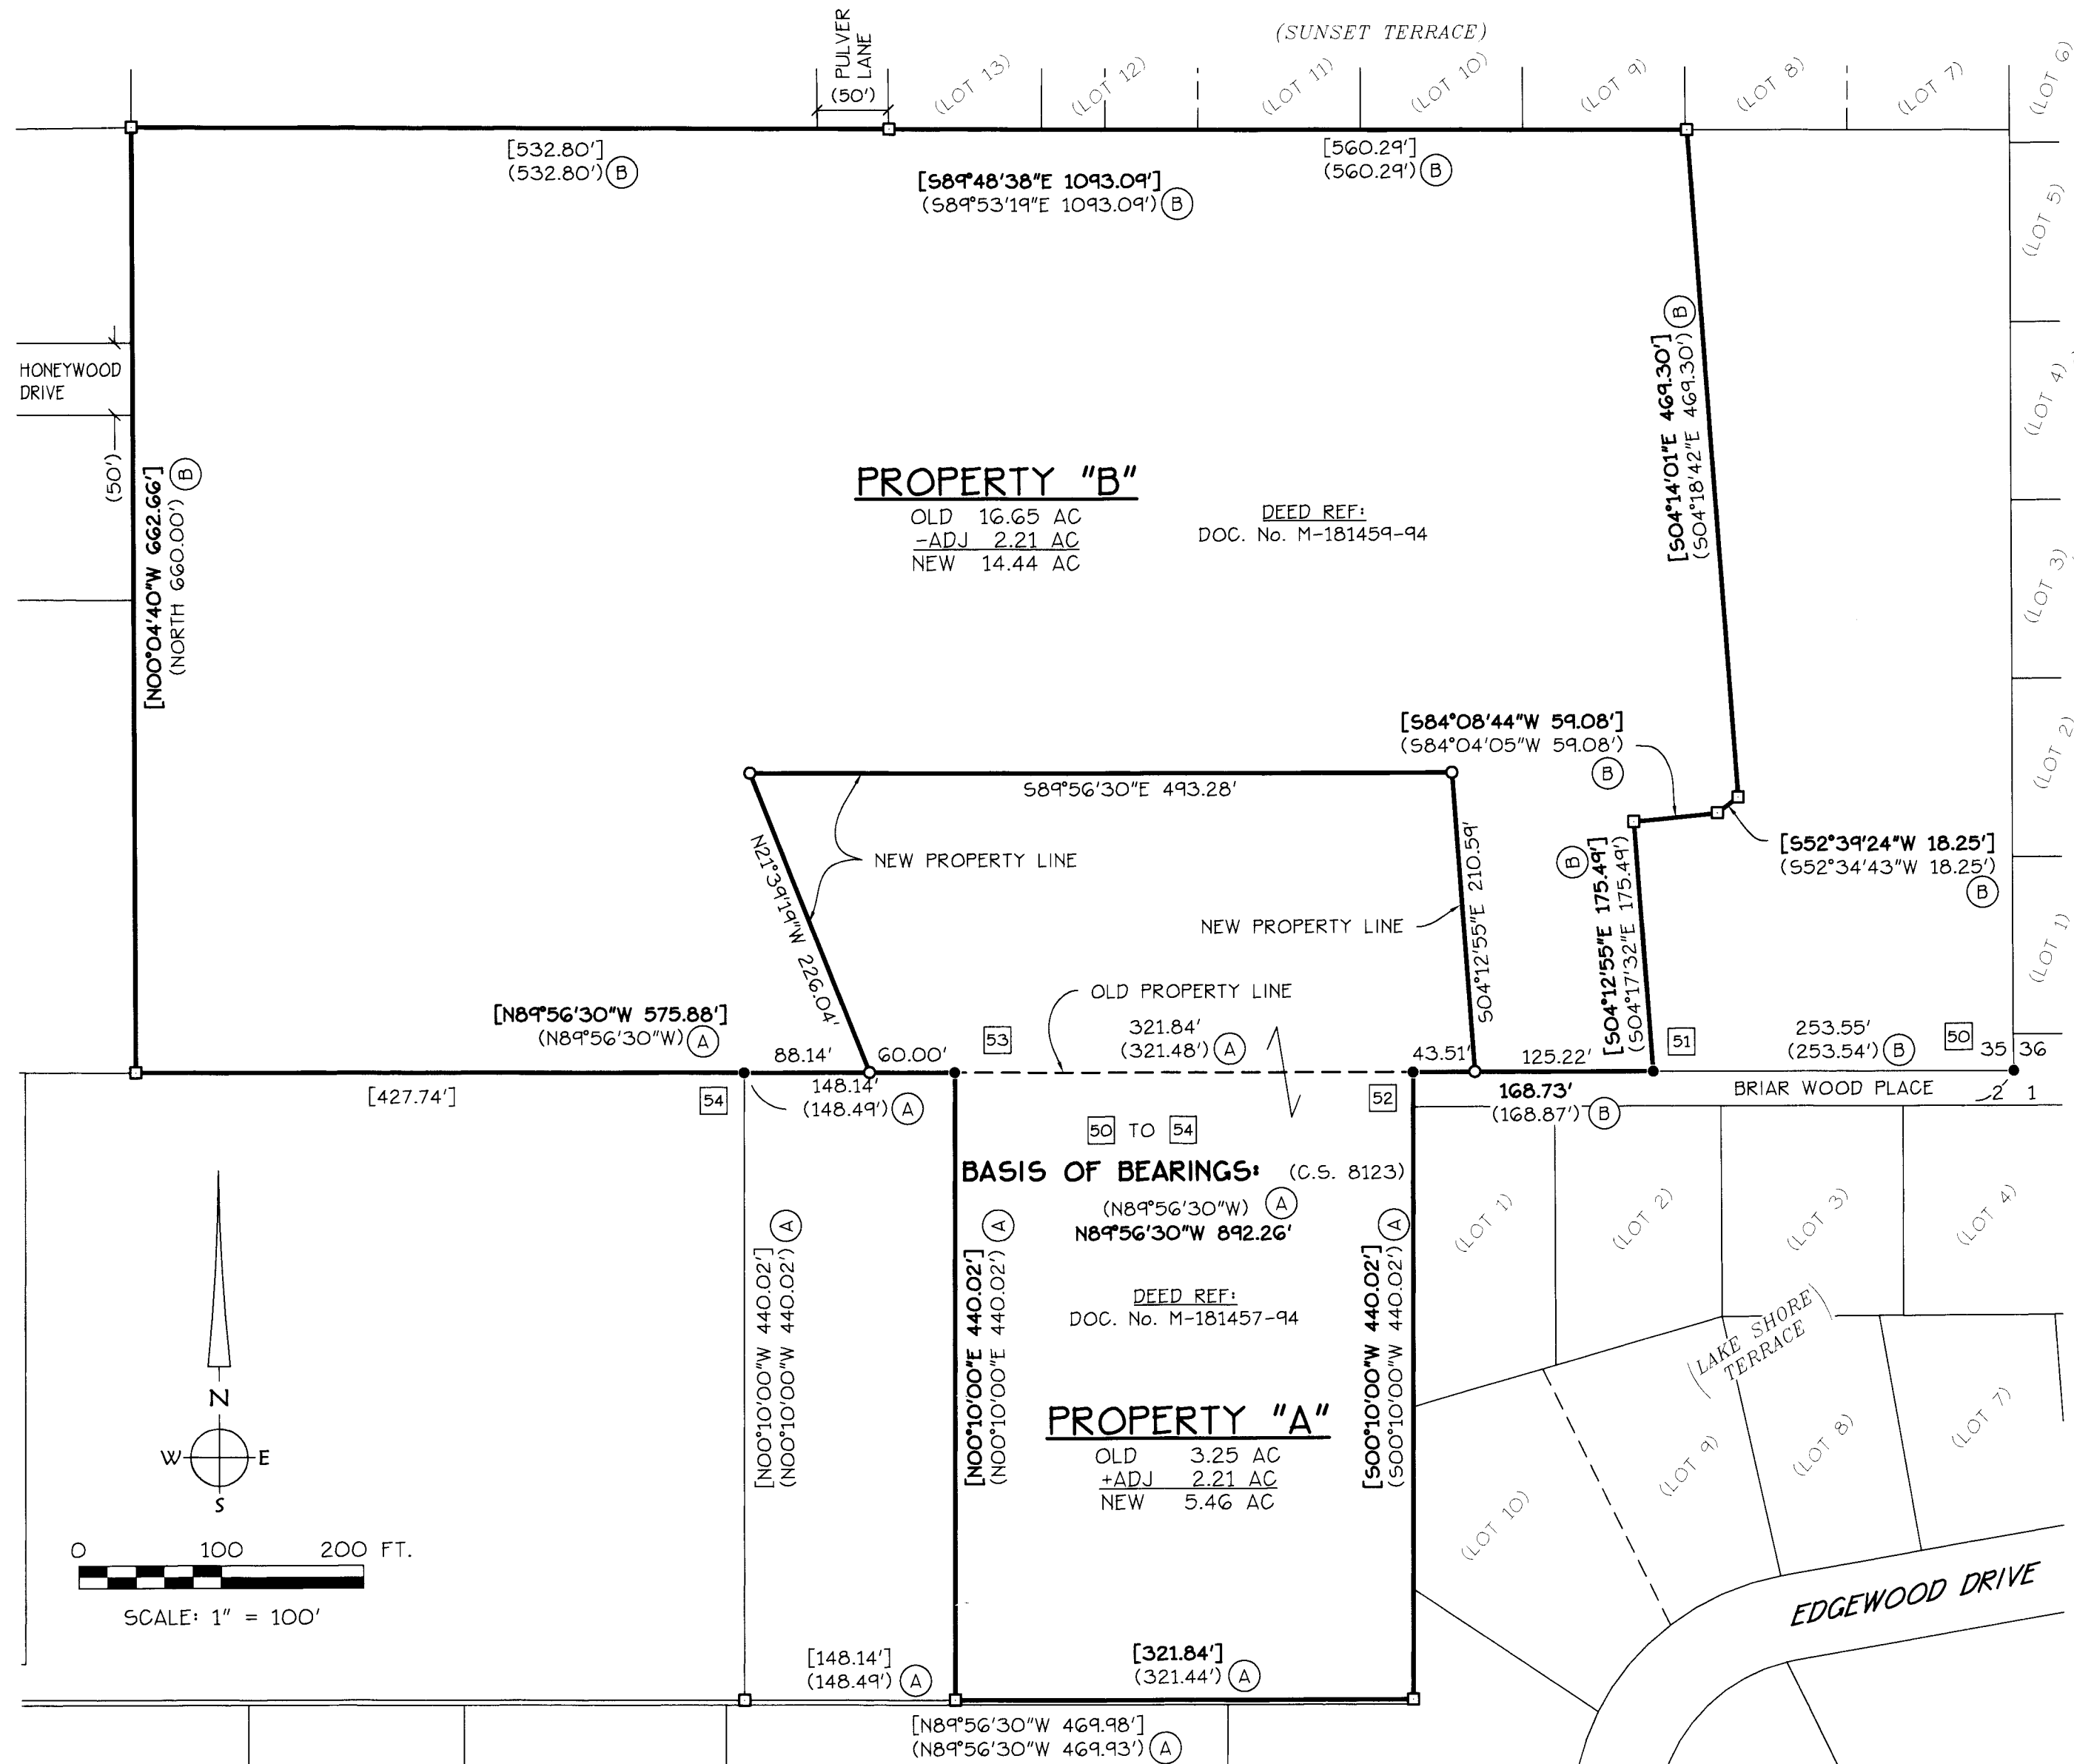 (SUNSET TERRACE)
PULVER
LANE
(50')
(LOT 13)
(LOT 12)
(LOT 11)
(LOT 10)
(LOT 9)
(LOT 8)
(LOT 7)
(LOT 6)
[532.80']
(532.80') B
[S89°48'38"E 1093.09']
(S89°53'19"E 1093.09') B
[560.29']
(560.29') B
(LOT 5)
(LOT 4)
(LOT 3)
(LOT 2)
(LOT 1)
HONEYWOOD
DRIVE
(50')
[N00°04'40"W 662.66']
(NORTH 660.00') B
[S04°14'01"E 469.30']
(S04°18'42"E 469.30') B
PROPERTY "B"
OLD 16.65 AC
-ADJ 2.21 AC
NEW 14.44 AC
DEED REF:
DOC. No. M-181459-94
[S84°08'44"W 59.08']
(S84°04'05"W 59.08')
B
[S52°39'24"W 18.25']
(S52°34'43"W 18.25')
B
S89°56'30"E 493.28'
NEW PROPERTY LINE
N21°39'19"W 226.04'
NEW PROPERTY LINE
S04°12'55"E 210.59'
[S04°12'55"E 175.49']
(S04°17'32"E 175.49')
B
OLD PROPERTY LINE
[N89°56'30"W 575.88']
(N89°56'30"W) A
88.14'
60.00'
53
321.84'
(321.48') A
43.51'
125.22'
51
253.55'
(253.54') B
50
35 36
2 1
[427.74']
54
148.14'
(148.49') A
52
168.73'
(168.87') B
BRIAR WOOD PLACE
50 TO 54
BASIS OF BEARINGS: (C.S. 8123)
(N89°56'30"W) A
N89°56'30"W 892.26'
[N00°10'00"W 440.02']
(N00°10'00"W 440.02') A
[N00°10'00"E 440.02']
(N00°10'00"E 440.02') A
[S00°10'00"W 440.02']
(S00°10'00"W 440.02') A
DEED REF:
DOC. No. M-181457-94
PROPERTY "A"
OLD 3.25 AC
+ADJ 2.21 AC
NEW 5.46 AC
(LOT 1)
(LOT 2)
(LOT 3)
(LOT 4)
(LAKE SHORE
TERRACE)
(LOT 10)
(LOT 9)
(LOT 8)
(LOT 7)
EDGEWOOD DRIVE
N
W E
S
0 100 200 FT.
SCALE: 1" = 100'
[148.14']
(148.49') A
[321.84']
(321.44') A
[N89°56'30"W 469.98']
(N89°56'30"W 469.93') A